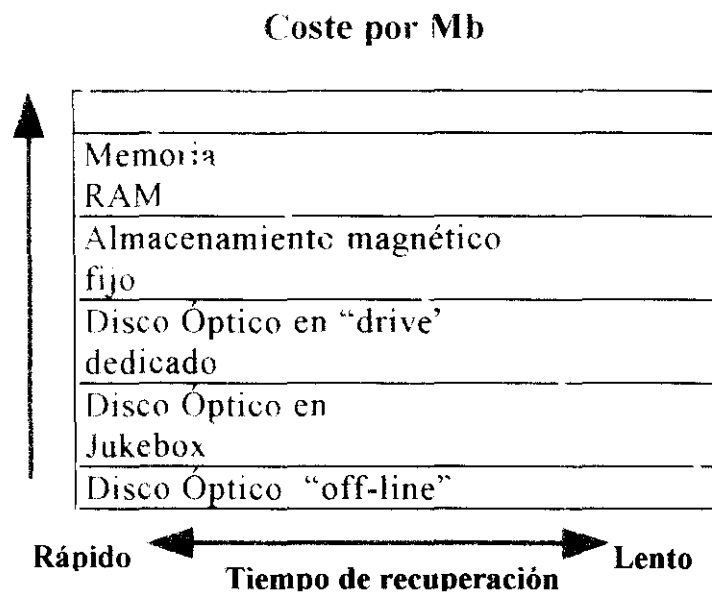 Coste por Mb
Memoria
RAM
Almacenamiento magnético
fijo
Disco Óptico en “drive'
dedicado
Disco Óptico en
Jukebox
Disco Óptico “off-line”
Rápido
Lento
Tiempo de recuperación